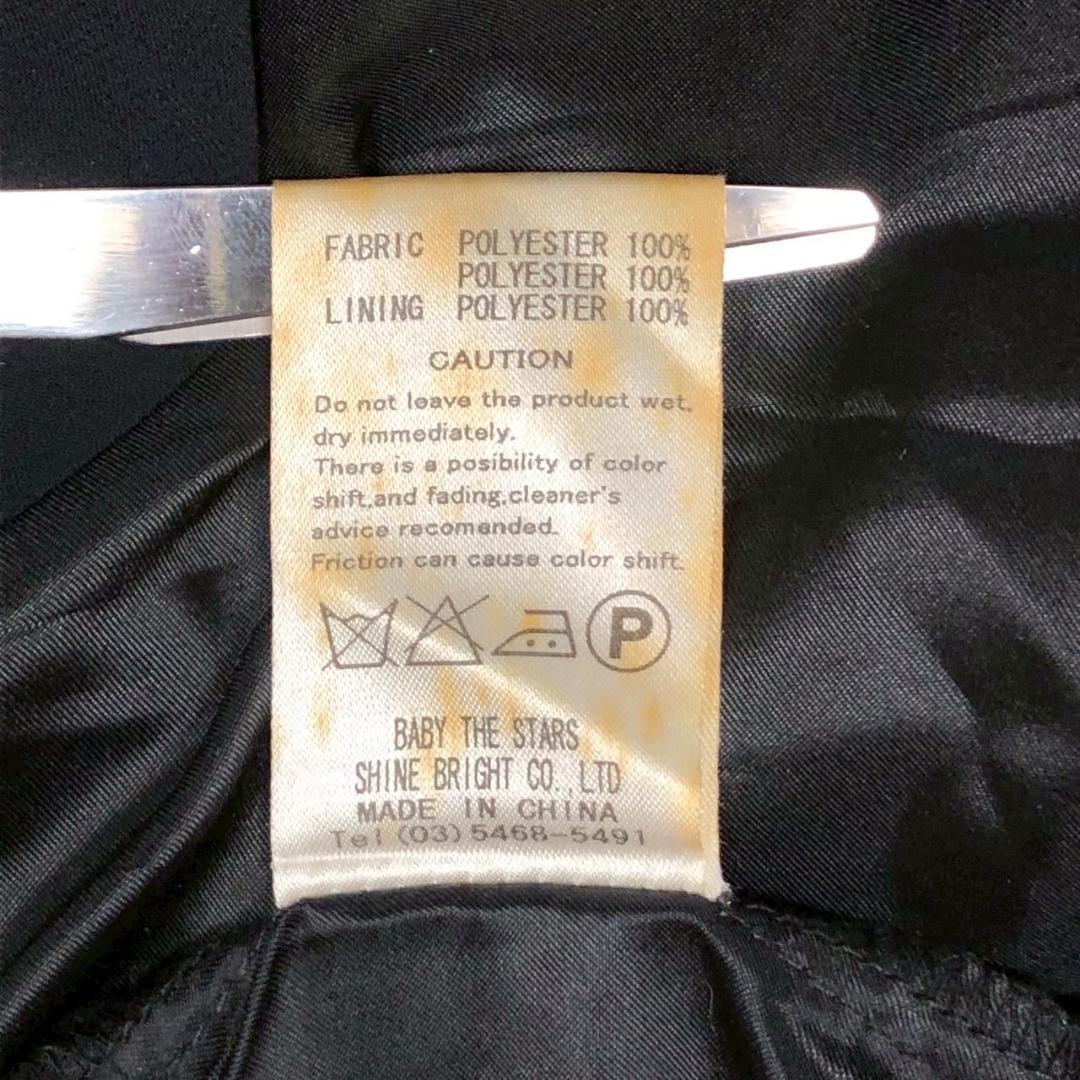 FABRIC POLYESTER 100%
POLYESTER 100%
LINING POLYESTER 100%
CAUTION
Do not leave the product wet.
dry immediately.
There is a posibility of color
shift.and fading.cleaner's
advice recomended.
Friction can cause color shift.
P
BABY THE STARS
SHINE BRIGHT CO.,LTD
MADE IN CHINA
Tel (03) 5468-5491